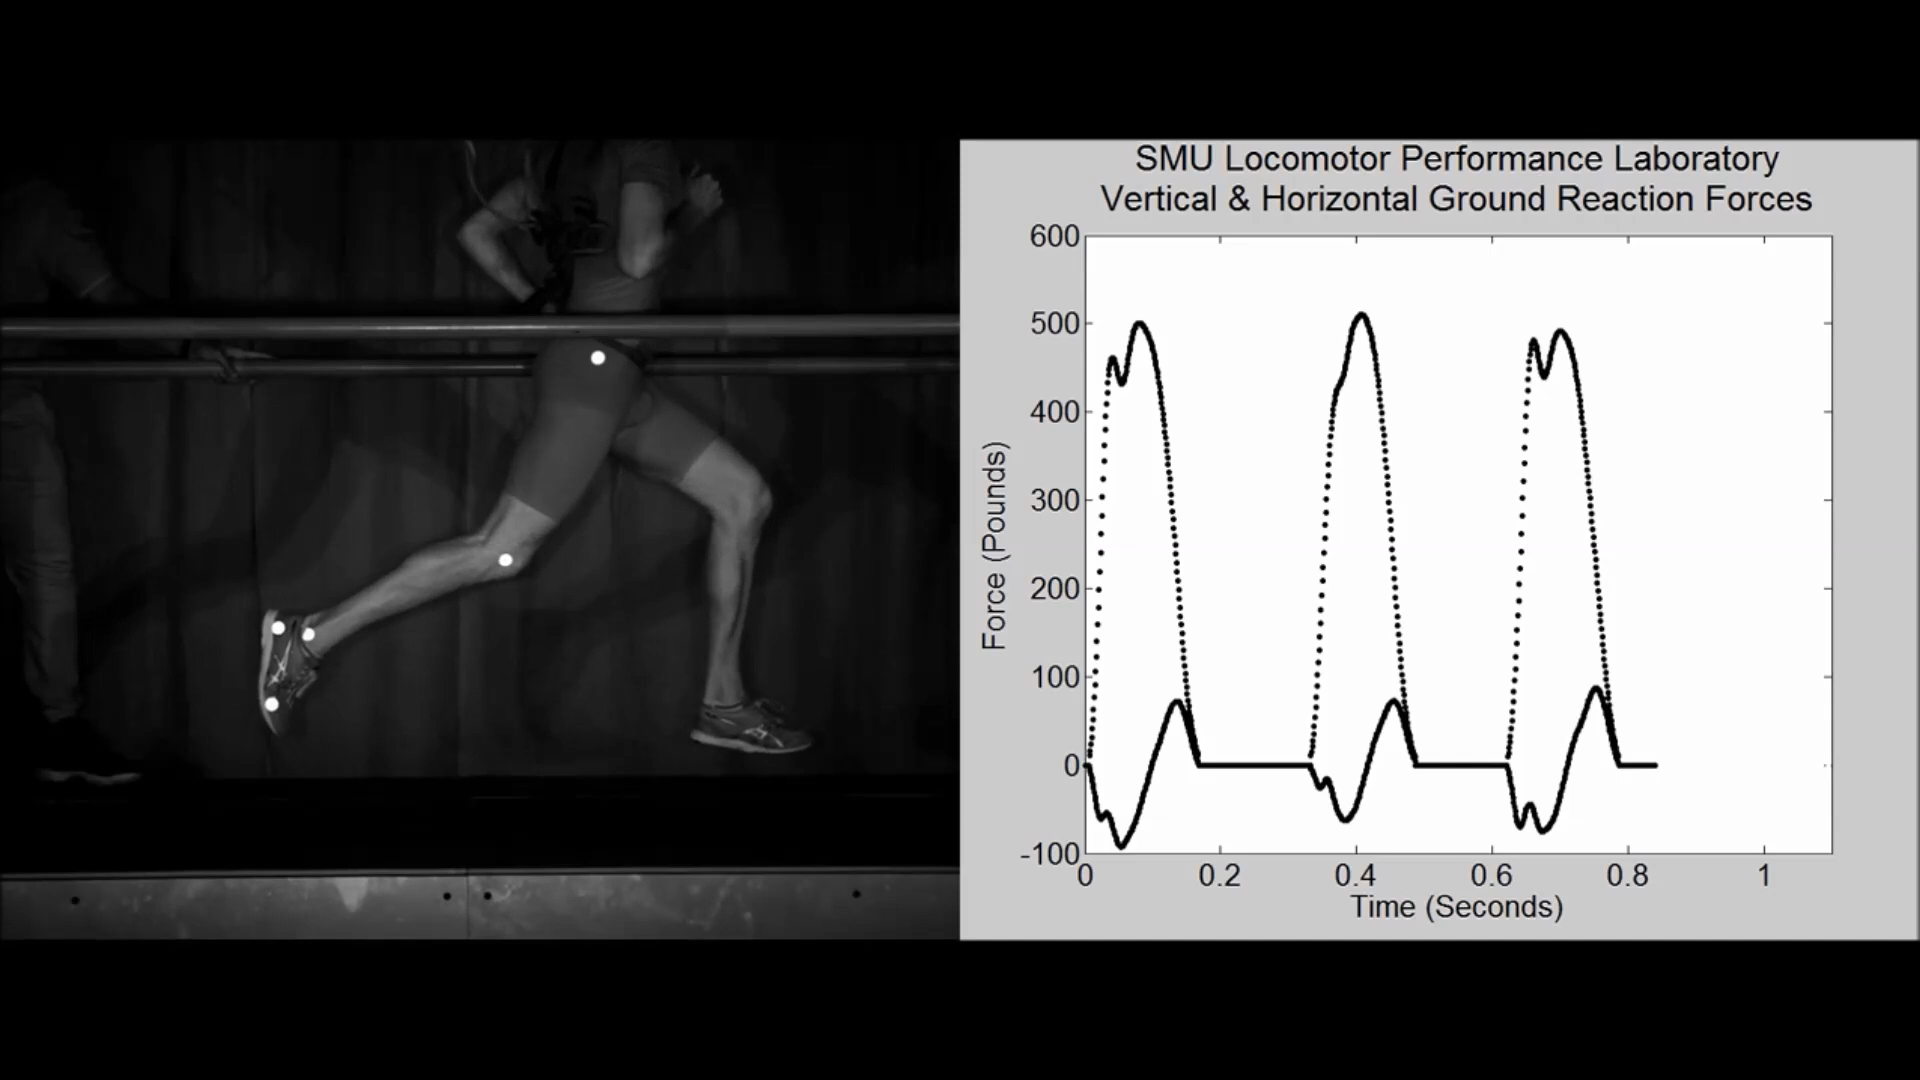 SMU Locomotor Performance Laboratory
Vertical & Horizontal Ground Reaction Forces
600
500
400
300
200
100
0
-100
Force (Pounds)
0 0.2 0.4 0.6 0.8 1
Time (Seconds)